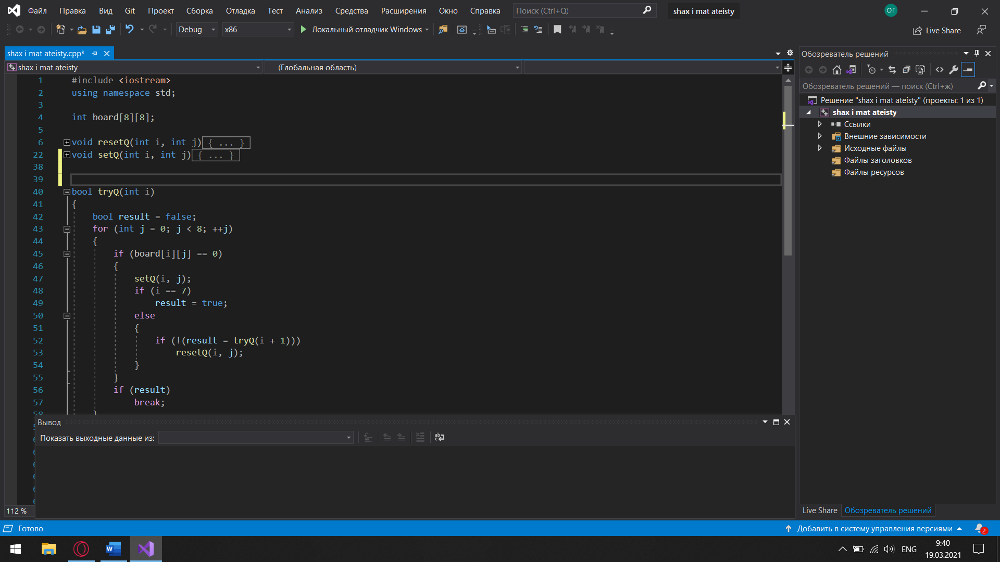 Файл Правка Вид Git Проект Сборка Отладка Тест Анализ Средства Расширения Окно Справка Поиск (Ctrl+Q) shax i mat ateisty ОГ
Debug x86 Локальный отладчик Windows Live Share
shax i mat ateisty.cpp*
shax i mat ateisty (Глобальная область)
1 #include <iostream>
2 using namespace std;
3
4 int board[8][8];
5
6 void resetQ(int i, int j){ ... }
22 void setQ(int i, int j){ ... }
38
39
40 bool tryQ(int i)
41 {
42 bool result = false;
43 for (int j = 0; j < 8; ++j)
44 {
45 if (board[i][j] == 0)
46 {
47 setQ(i, j);
48 if (i == 7)
49 result = true;
50 else
51 {
52 if (!(result = tryQ(i + 1)))
53 resetQ(i, j);
54 }
55 }
56 if (result)
57 break;
58 }
112 %
Вывод
Показать выходные данные из:
Обозреватель решений
Обозреватель решений — поиск (Ctrl+ж)
Решение "shax i mat ateisty" (проекты: 1 из 1)
shax i mat ateisty
Ссылки
Внешние зависимости
Исходные файлы
Файлы заголовков
Файлы ресурсов
Live Share Обозреватель решений
Готово Добавить в систему управления версиями 2
ENG 9:40
19.03.2021